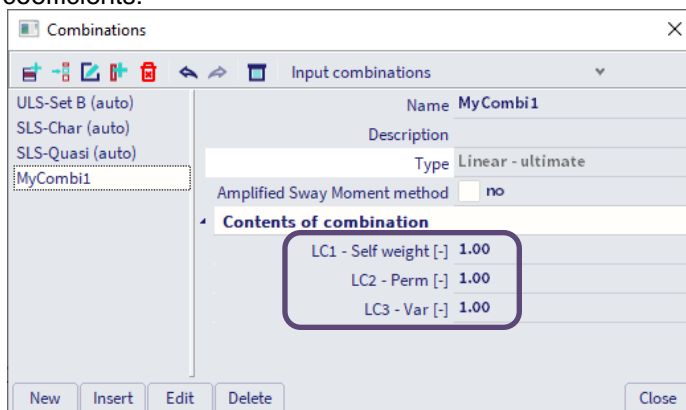 Combinations
Input combinations
ULS-Set B (auto)
SLS-Char (auto)
SLS-Quasi (auto)
MyCombi1
Name MyCombi1
Description
Type Linear - ultimate
Amplified Sway Moment method no
Contents of combination
LC1 - Self weight [-] 1.00
LC2 - Perm [-] 1.00
LC3 - Var [-] 1.00
New Insert Edit Delete Close